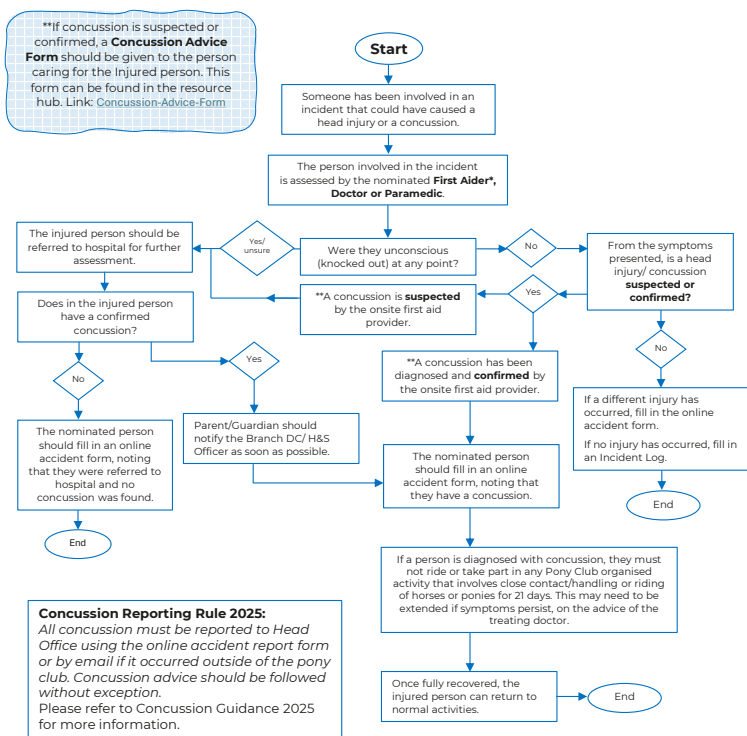 **If concussion is suspected or
confirmed, a Concussion Advice
Form should be given to the person
caring for the Injured person. This
form can be found in the resource
hub. Link: Concussion-Advice-Form
Start
Someone has been involved in an
incident that could have caused a
head injury or a concussion.
The person involved in the incident
is assessed by the nominated First Aider*,
Doctor or Paramedic.
The injured person should be
referred to hospital for further
assessment.
Yes/
unsure
Were they unconscious
(knocked out) at any point?
No
From the symptoms
presented, is a head
injury/ concussion
suspected or
confirmed?
Does in the injured person
have a confirmed
concussion?
**A concussion is suspected
by the onsite first aid
provider.
Yes
No
Yes
**A concussion has been
diagnosed and confirmed by
the onsite first aid provider.
No
If a different injury has
occurred, fill in the online
accident form.
If no injury has occurred, fill in
an Incident Log.
The nominated person
should fill in an online
accident form, noting
that they were referred to
hospital and no
concussion was found.
Parent/Guardian should
notify the Branch DC/ H&S
Officer as soon as possible.
The nominated person
should fill in an online
accident form, noting that
they have a concussion.
End
End
If a person is diagnosed with concussion, they must
not ride or take part in any Pony Club organised
activity that involves close contact/handling or riding
of horses or ponies for 21 days. This may need to be
extended if symptoms persist, on the advice of the
treating doctor.
Concussion Reporting Rule 2025:
All concussion must be reported to Head
Office using the online accident report form
or by email if it occurred outside of the pony
club. Concussion advice should be followed
without exception.
Please refer to Concussion Guidance 2025
for more information.
Once fully recovered, the
injured person can return to
normal activities.
End